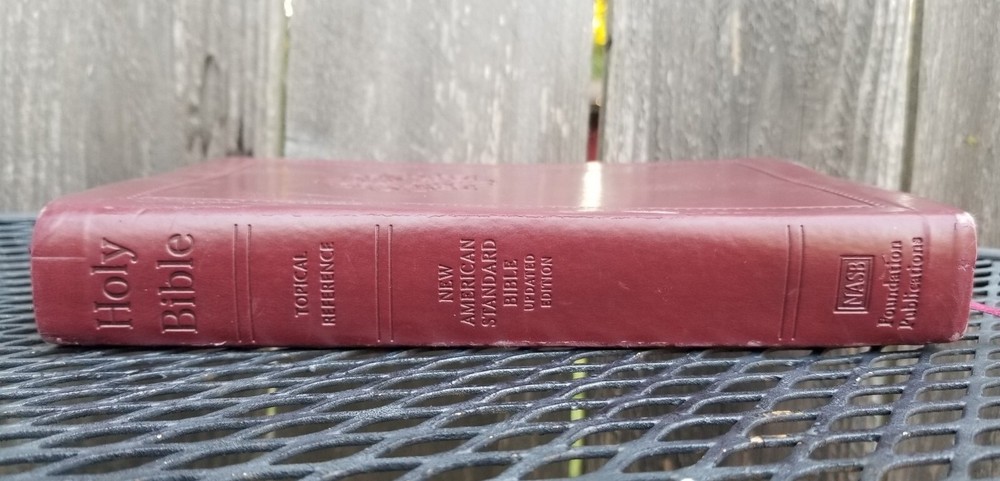 Holy
Bible
TOPICAL
REFERENCE
NEW
AMERICAN
STANDARD
BIBLE
UPDATED
EDITION
NASB
Foundation
Publications